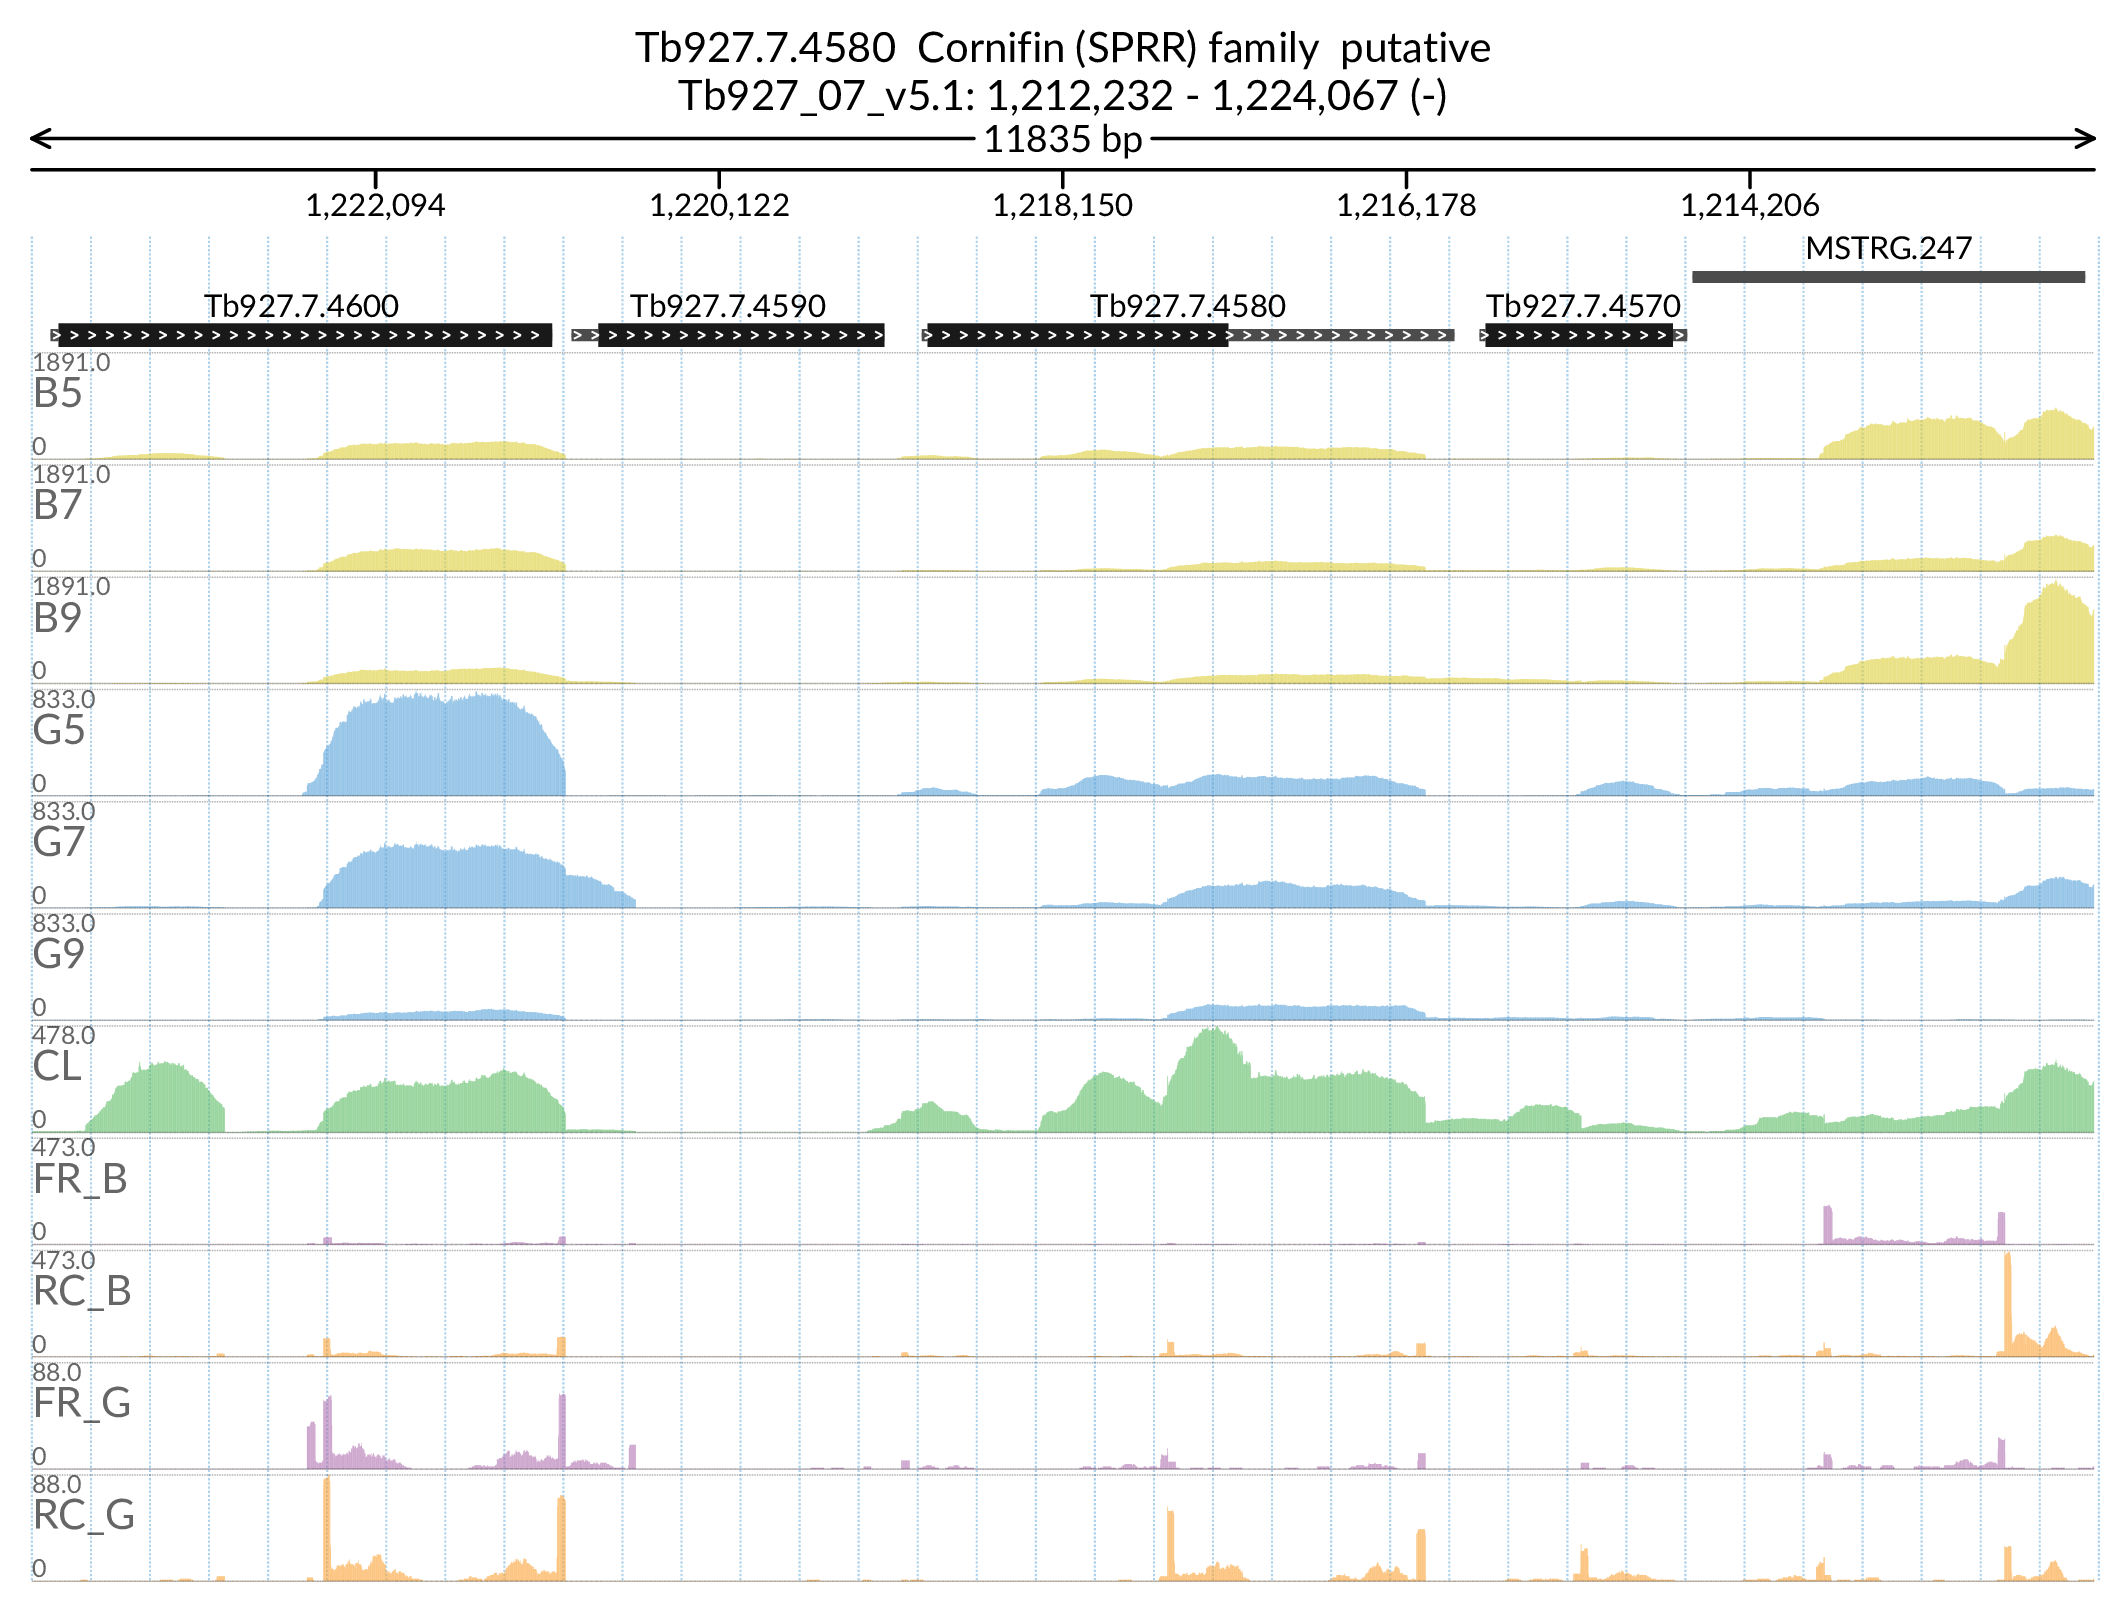 Tb927.7.4580  Cornifin (SPRR) family  putative
Tb927_07_v5.1: 1,212,232 - 1,224,067 (-)
11835 bp
1,222,094 1,220,122 1,218,150 1,216,178 1,214,206
MSTRG.247
Tb927.7.4600 Tb927.7.4590 Tb927.7.4580 Tb927.7.4570
1891.0
B5
0
1891.0
B7
0
1891.0
B9
0
833.0
G5
0
833.0
G7
0
833.0
G9
0
478.0
CL
0
473.0
FR_B
0
473.0
RC_B
0
88.0
FR_G
0
88.0
RC_G
0